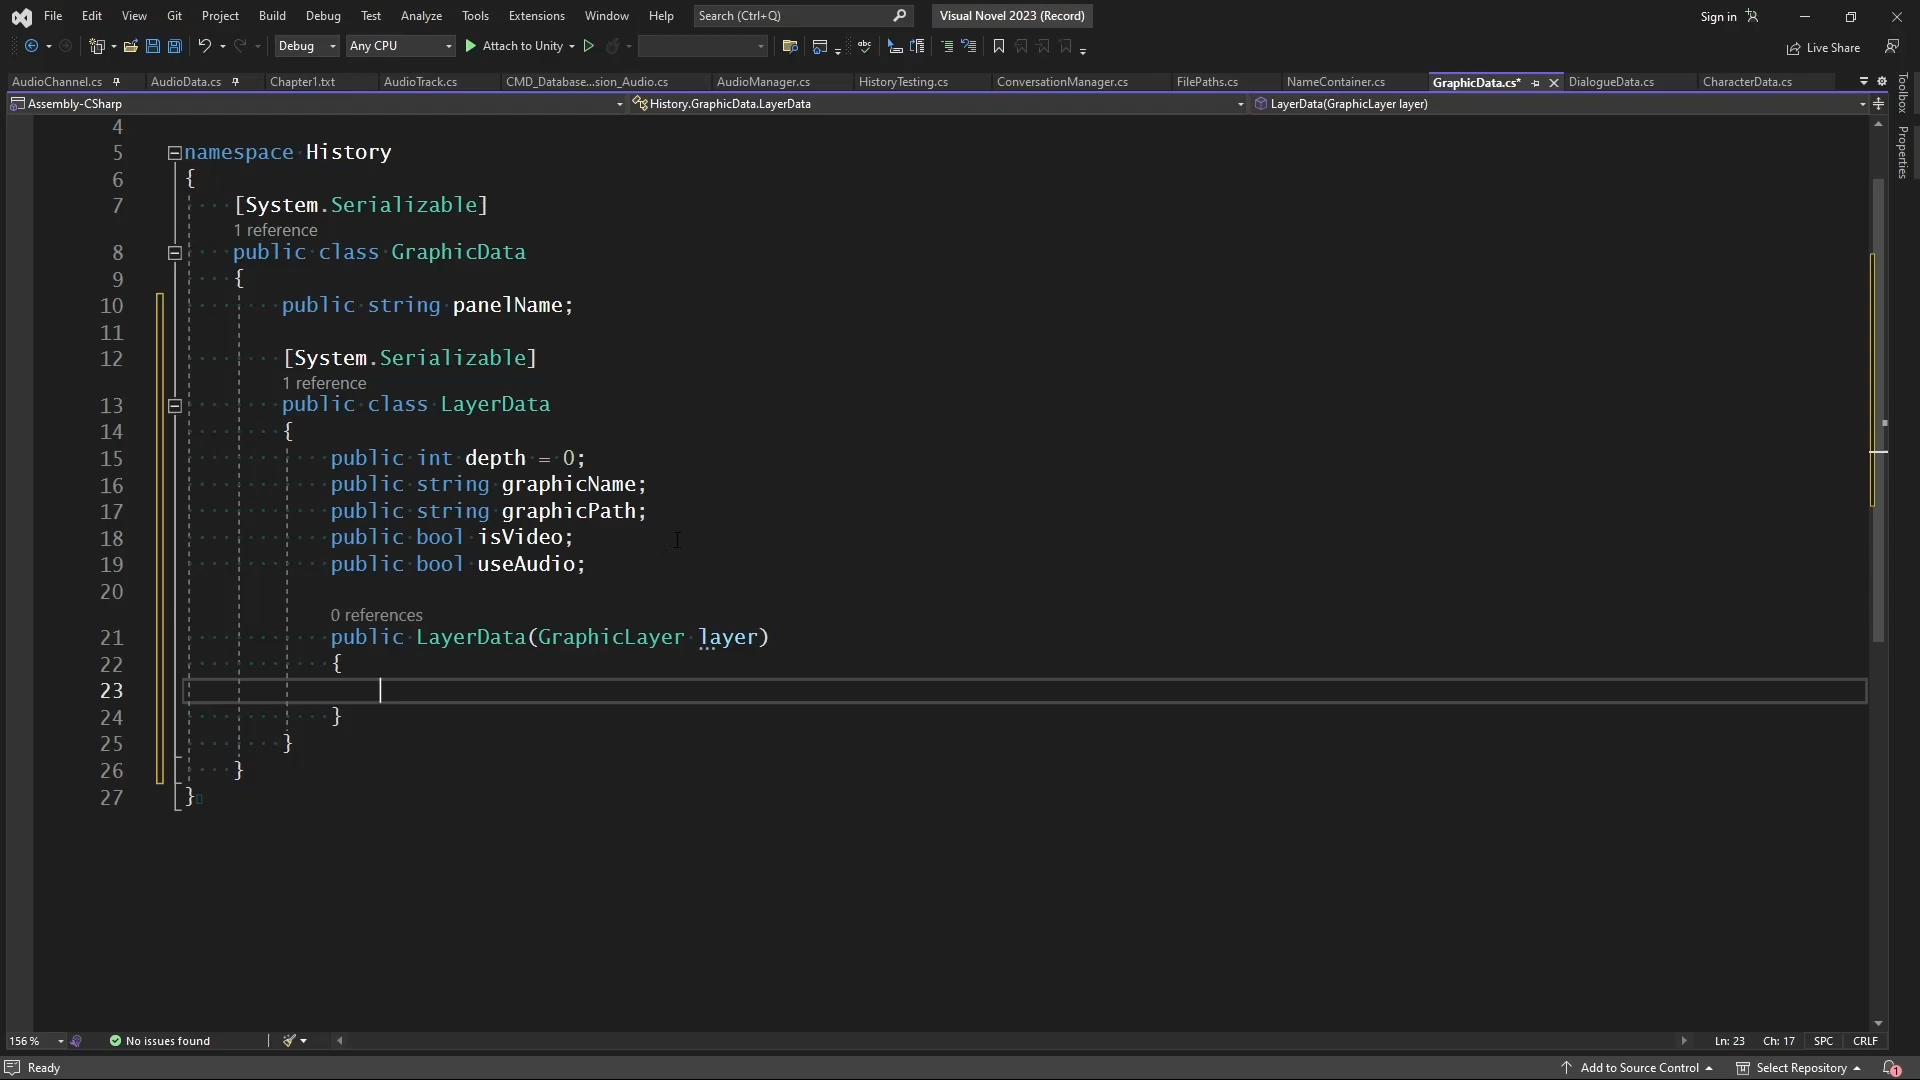 File Edit View Git Project Build Debug Test Analyze Tools Extensions Window Help Search (Ctrl+Q) Visual Novel 2023 (Record) Sign in
Debug Any CPU Attach to Unity Live Share
AudioChannel.cs AudioData.cs Chapter1.txt AudioTrack.cs CMD_Database...sion_Audio.cs AudioManager.cs HistoryTesting.cs ConversationManager.cs FilePaths.cs NameContainer.cs GraphicData.cs* DialogueData.cs CharacterData.cs
Assembly-CSharp History.GraphicData.LayerData LayerData(GraphicLayer layer)
Toolbox
Properties
4
5 namespace History
6 {
7 [System.Serializable]
1 reference
8 public class GraphicData
9 {
10 public string panelName;
11
12 [System.Serializable]
1 reference
13 public class LayerData
14 {
15 public int depth = 0;
16 public string graphicName;
17 public string graphicPath;
18 public bool isVideo;
19 public bool useAudio;
20
0 references
21 public LayerData(GraphicLayer layer)
22 {
23
24 }
25 }
26 }
27 }
156 % No issues found Ln: 23 Ch: 17 SPC CRLF
Ready Add to Source Control Select Repository 1